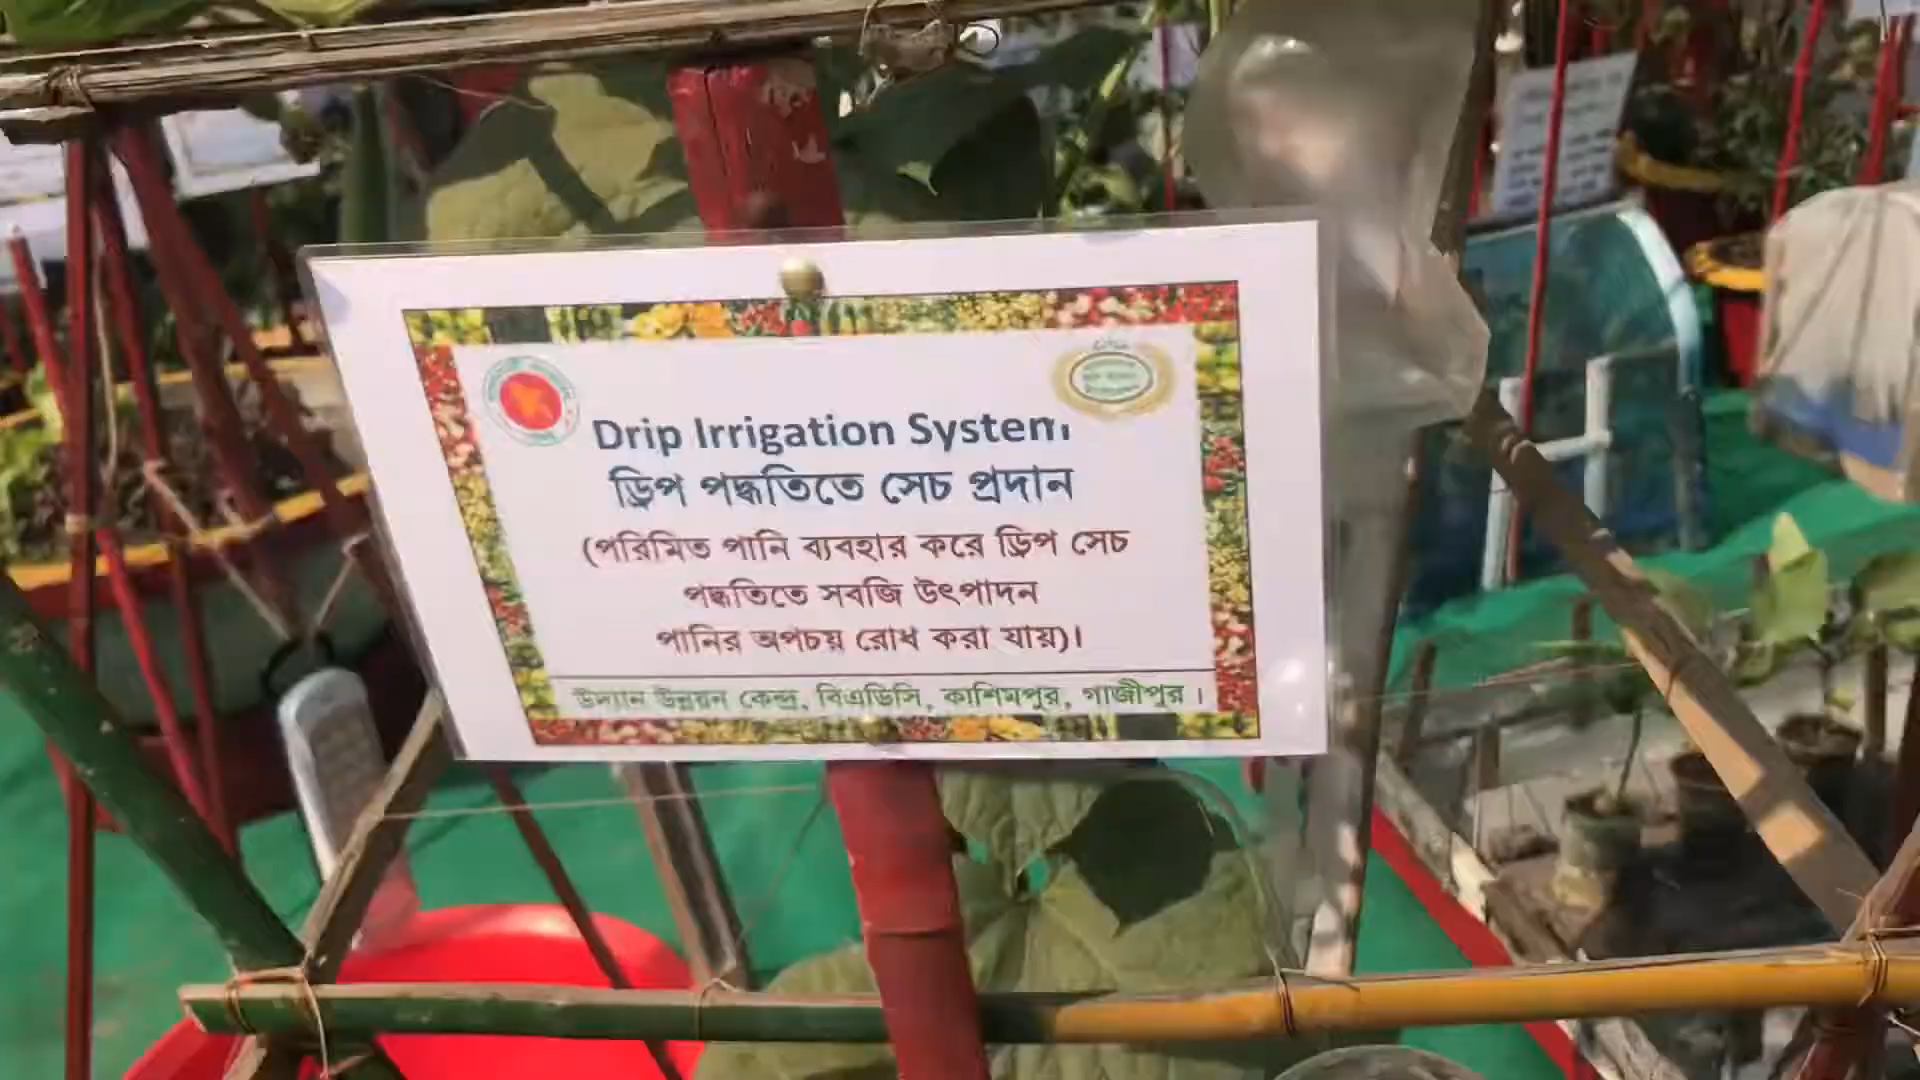 Drip Irrigation System
ড্রিপ পদ্ধতিতে সেচ প্রদান
(পরিমিত পানি ব্যবহার করে ড্রিপ সেচ
পদ্ধতিতে সবজি উৎপাদন
পানির অপচয় রোধ করা যায়)।
উদ্যান উন্নয়ন কেন্দ্র, বিএডিসি, কাশিমপুর, গাজীপুর ।